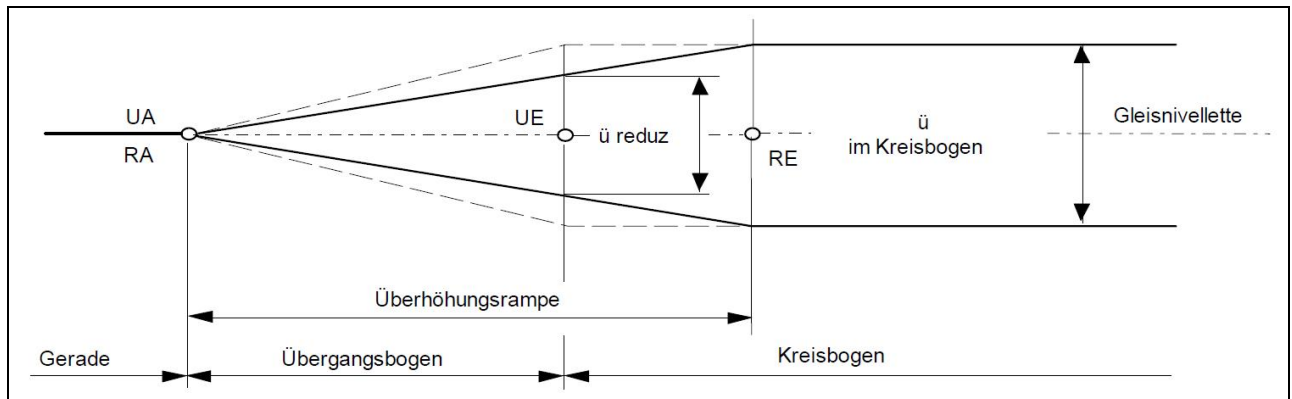 UA
RA
UE
ü reduz
RE
ü
im Kreisbogen
Gleisnivellette
Überhöhungsrampe
Gerade
Übergangsbogen
Kreisbogen